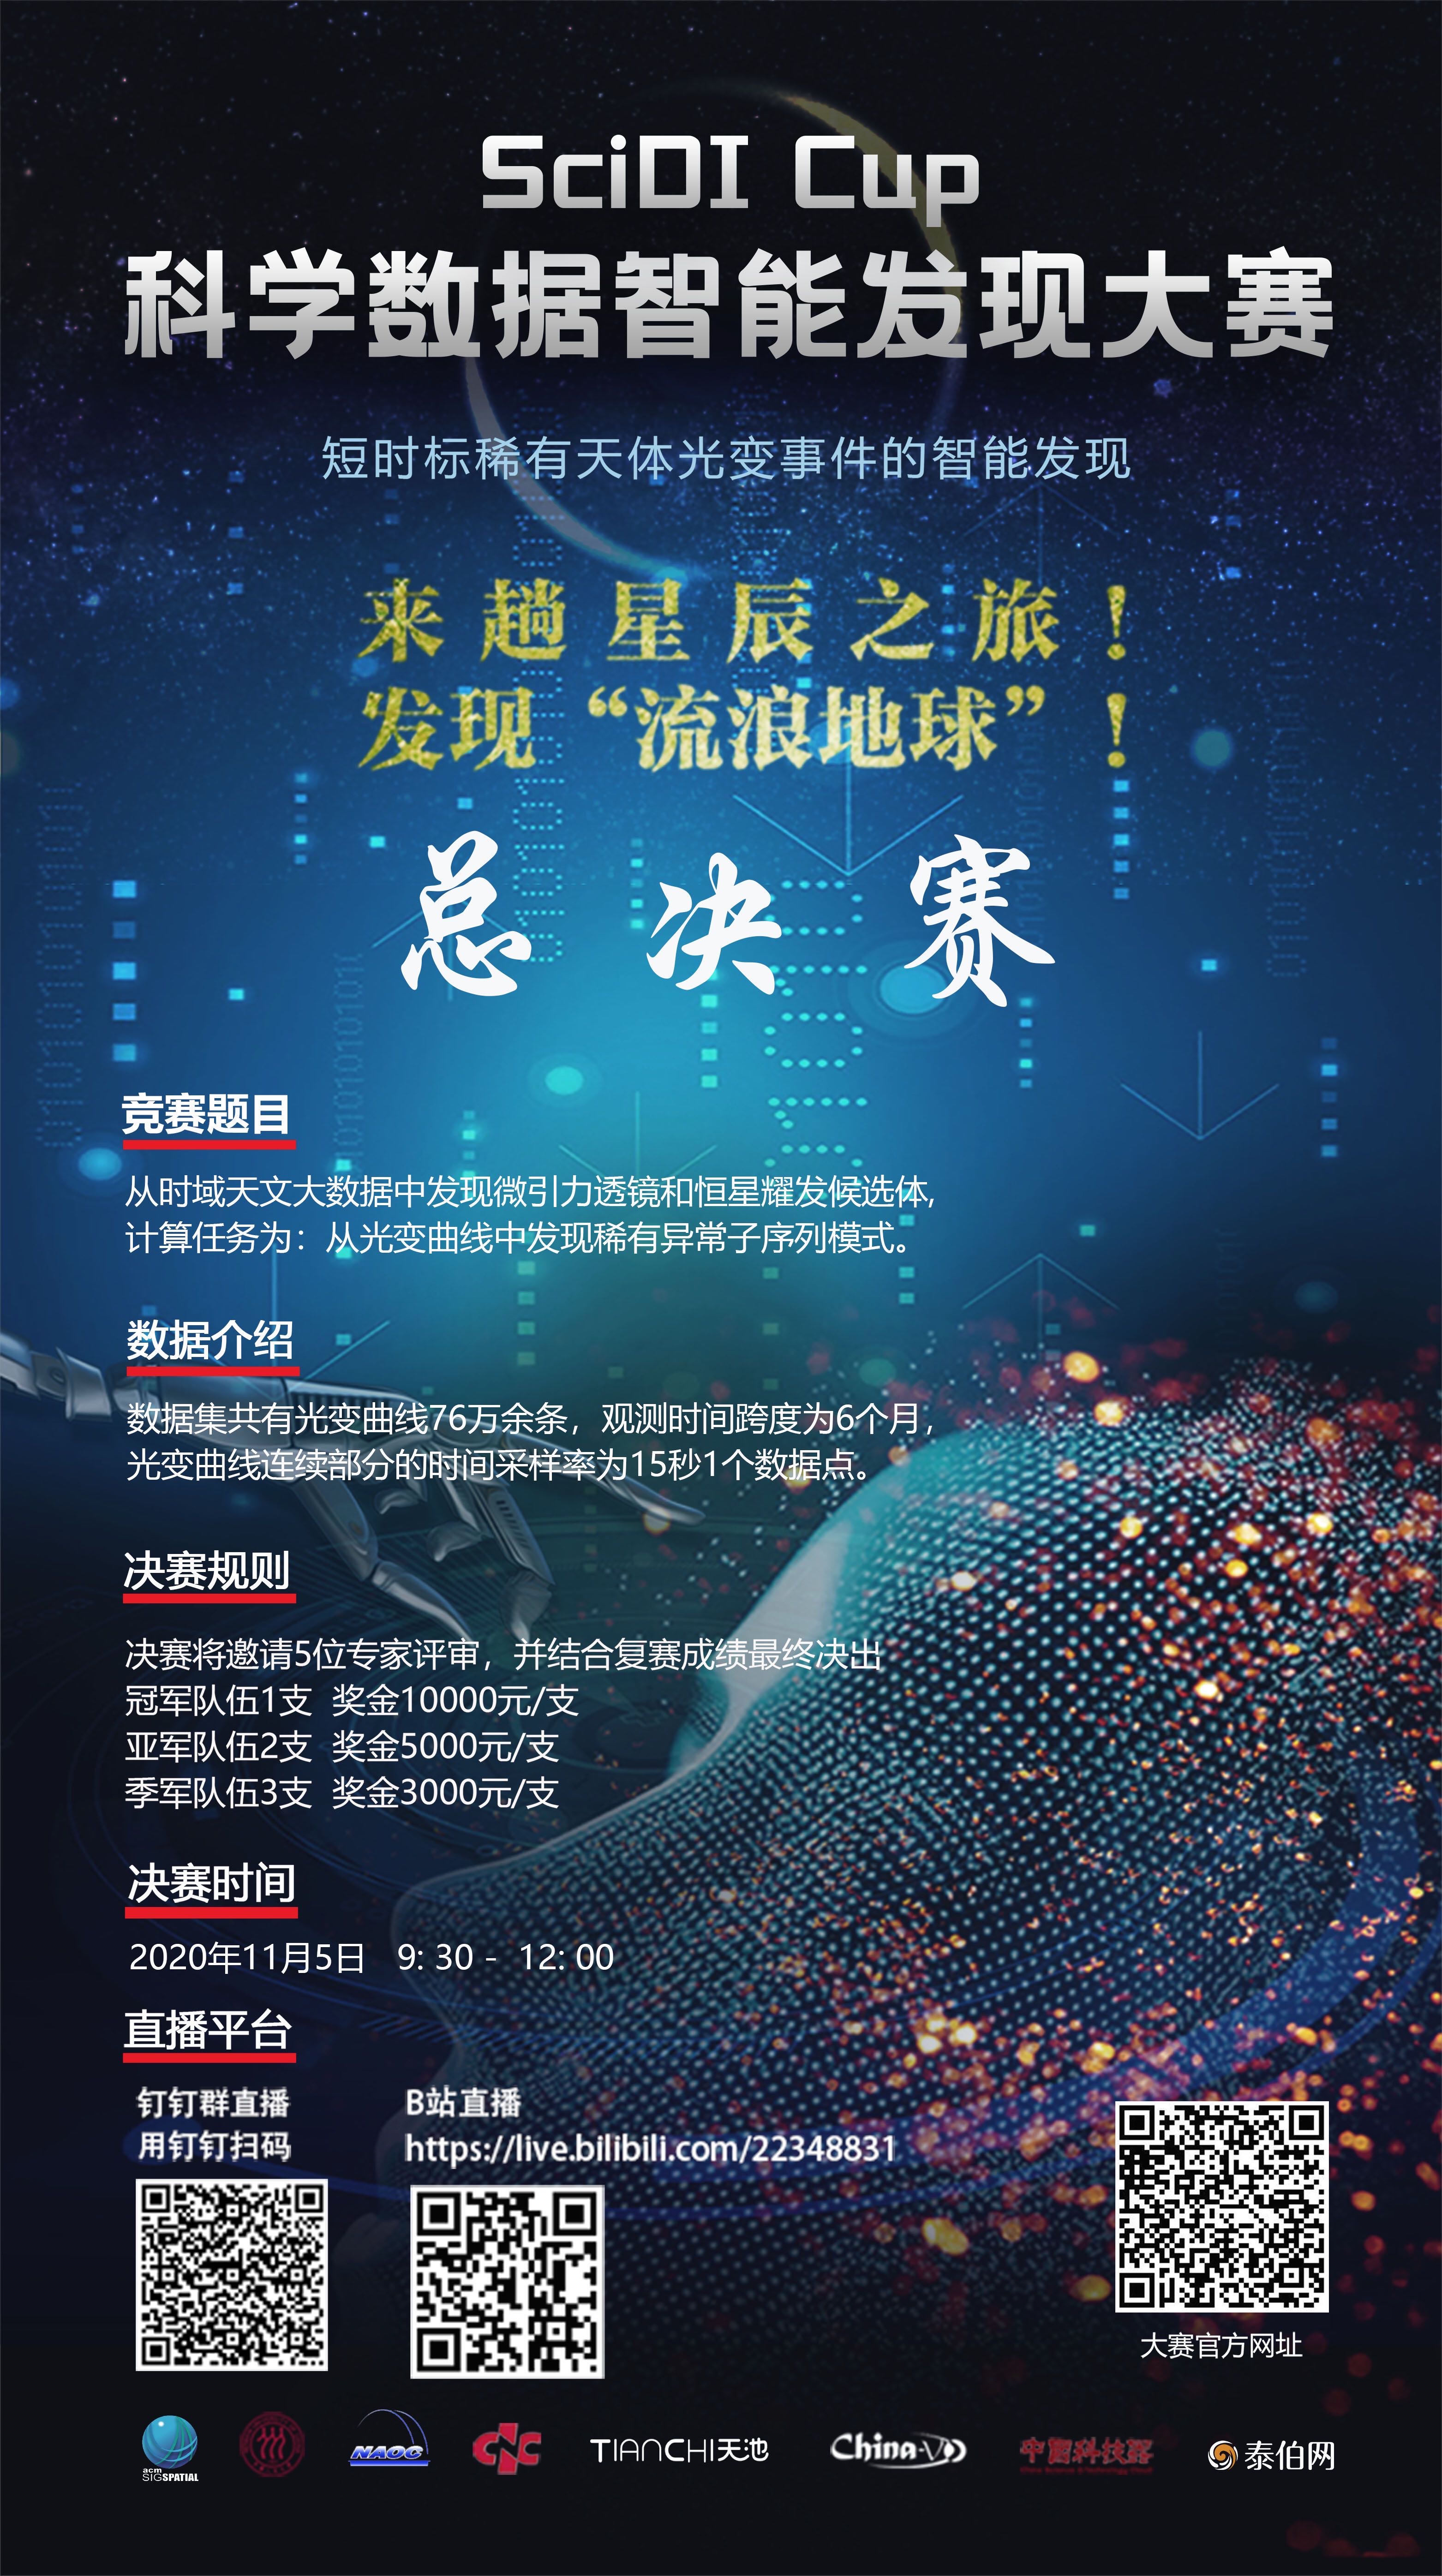 SciDI Cup
科学数据智能发现大赛
短时标稀有天体光变事件的智能发现
来趟星辰之旅！
发现“流浪地球”！
总决赛
竞赛题目
从时域天文大数据中发现微引力透镜和恒星耀发候选体,
计算任务为：从光变曲线中发现稀有异常子序列模式。
数据介绍
数据集共有光变曲线76万余条，观测时间跨度为6个月，
光变曲线连续部分的时间采样率为15秒1个数据点。
决赛规则
决赛将邀请5位专家评审，并结合复赛成绩最终决出
冠军队伍1支 奖金10000元/支
亚军队伍2支 奖金5000元/支
季军队伍3支 奖金3000元/支
决赛时间
2020年11月5日 9: 30 - 12: 00
直播平台
钉钉群直播
用钉钉扫码
B站直播
https://live.bilibili.com/22348831
大赛官方网址
acm
SIGSPATIAL
NAOC
CNC
TIANCHI天池
China-VO
中国科技云
China Science & Technology Cloud
泰伯网